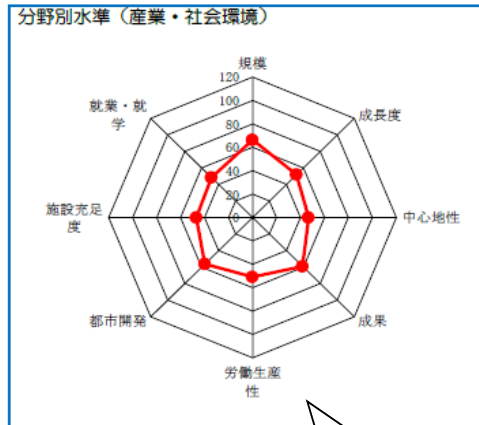 分野別水準（産業・社会環境）
規模
120
100
80
60
40
20
0
成長度
中心地性
成果
労働生産
性
都市開発
施設充足
度
就業・就
学